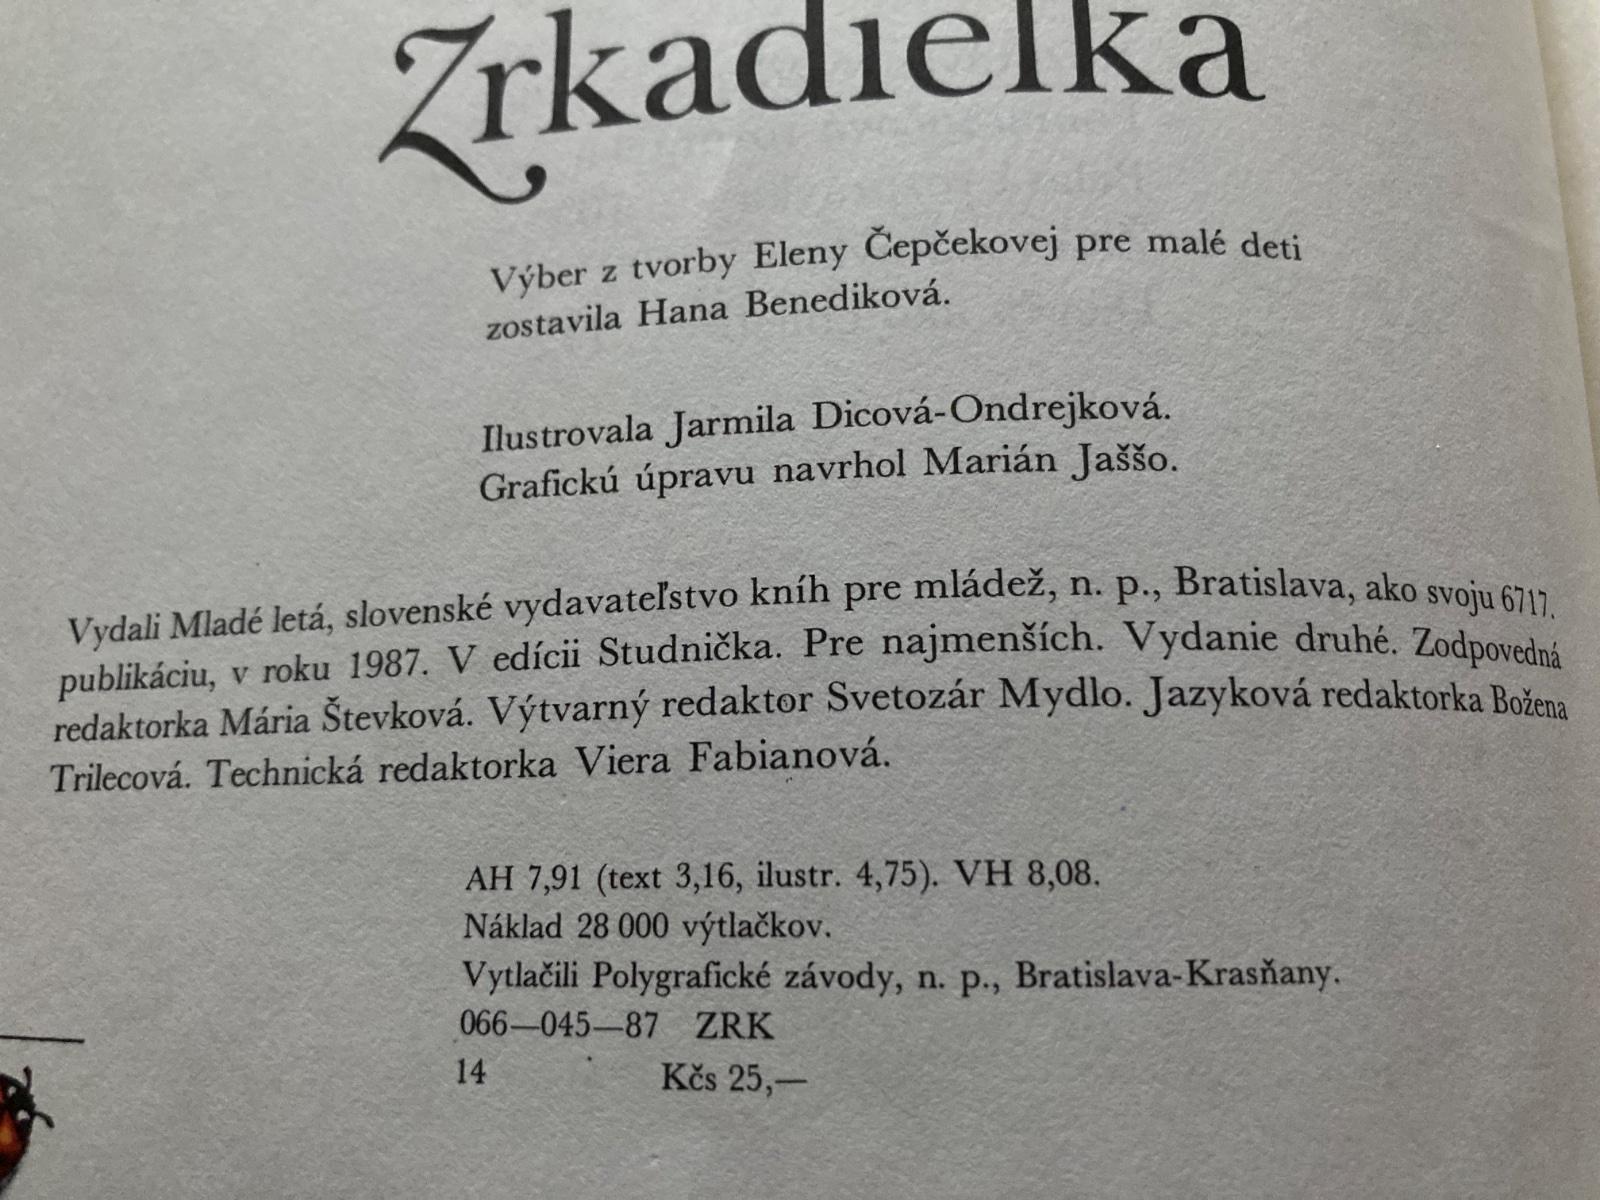 Zrkadielka
Výber z tvorby Eleny Čepčekovej pre malé deti
zostavila Hana Benediková.
Ilustrovala Jarmila Dicová-Ondrejková.
Grafickú úpravu navrhol Marián Jaššo.
Vydali Mladé letá, slovenské vydavateľstvo kníh pre mládež, n. p., Bratislava, ako svoju 6717.
publikáciu, v roku 1987. V edícii Studnička. Pre najmenších. Vydanie druhé. Zodpovedná
redaktorka Mária Števková. Výtvarný redaktor Svetozár Mydlo. Jazyková redaktorka Božena
Trilecová. Technická redaktorka Viera Fabianová.
AH 7,91 (text 3,16, ilustr. 4,75). VH 8,08.
Náklad 28 000 výtlačkov.
Vytlačili Polygrafické závody, n. p., Bratislava-Krasňany.
066—045—87 ZRK
14 Kčs 25,—